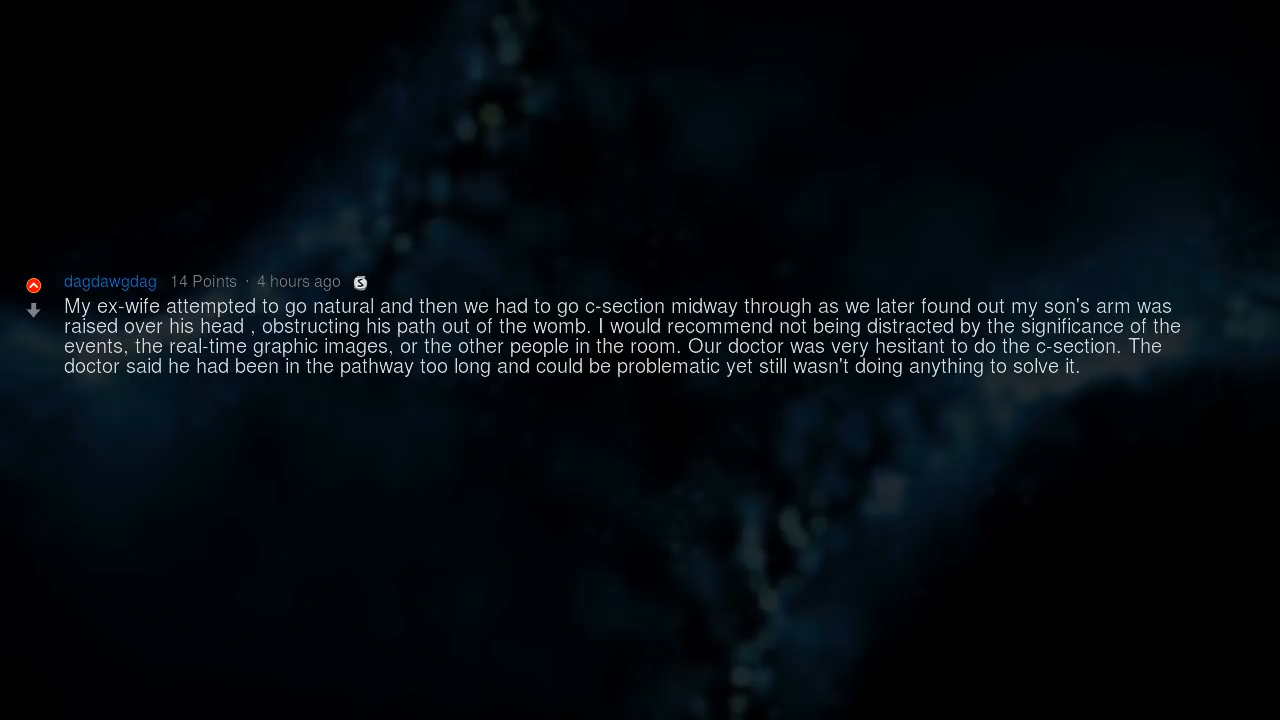 dagdawgdag 14 Points · 4 hours ago S
My ex-wife attempted to go natural and then we had to go c-section midway through as we later found out my son's arm was
raised over his head , obstructing his path out of the womb. I would recommend not being distracted by the significance of the
events, the real-time graphic images, or the other people in the room. Our doctor was very hesitant to do the c-section. The
doctor said he had been in the pathway too long and could be problematic yet still wasn't doing anything to solve it.